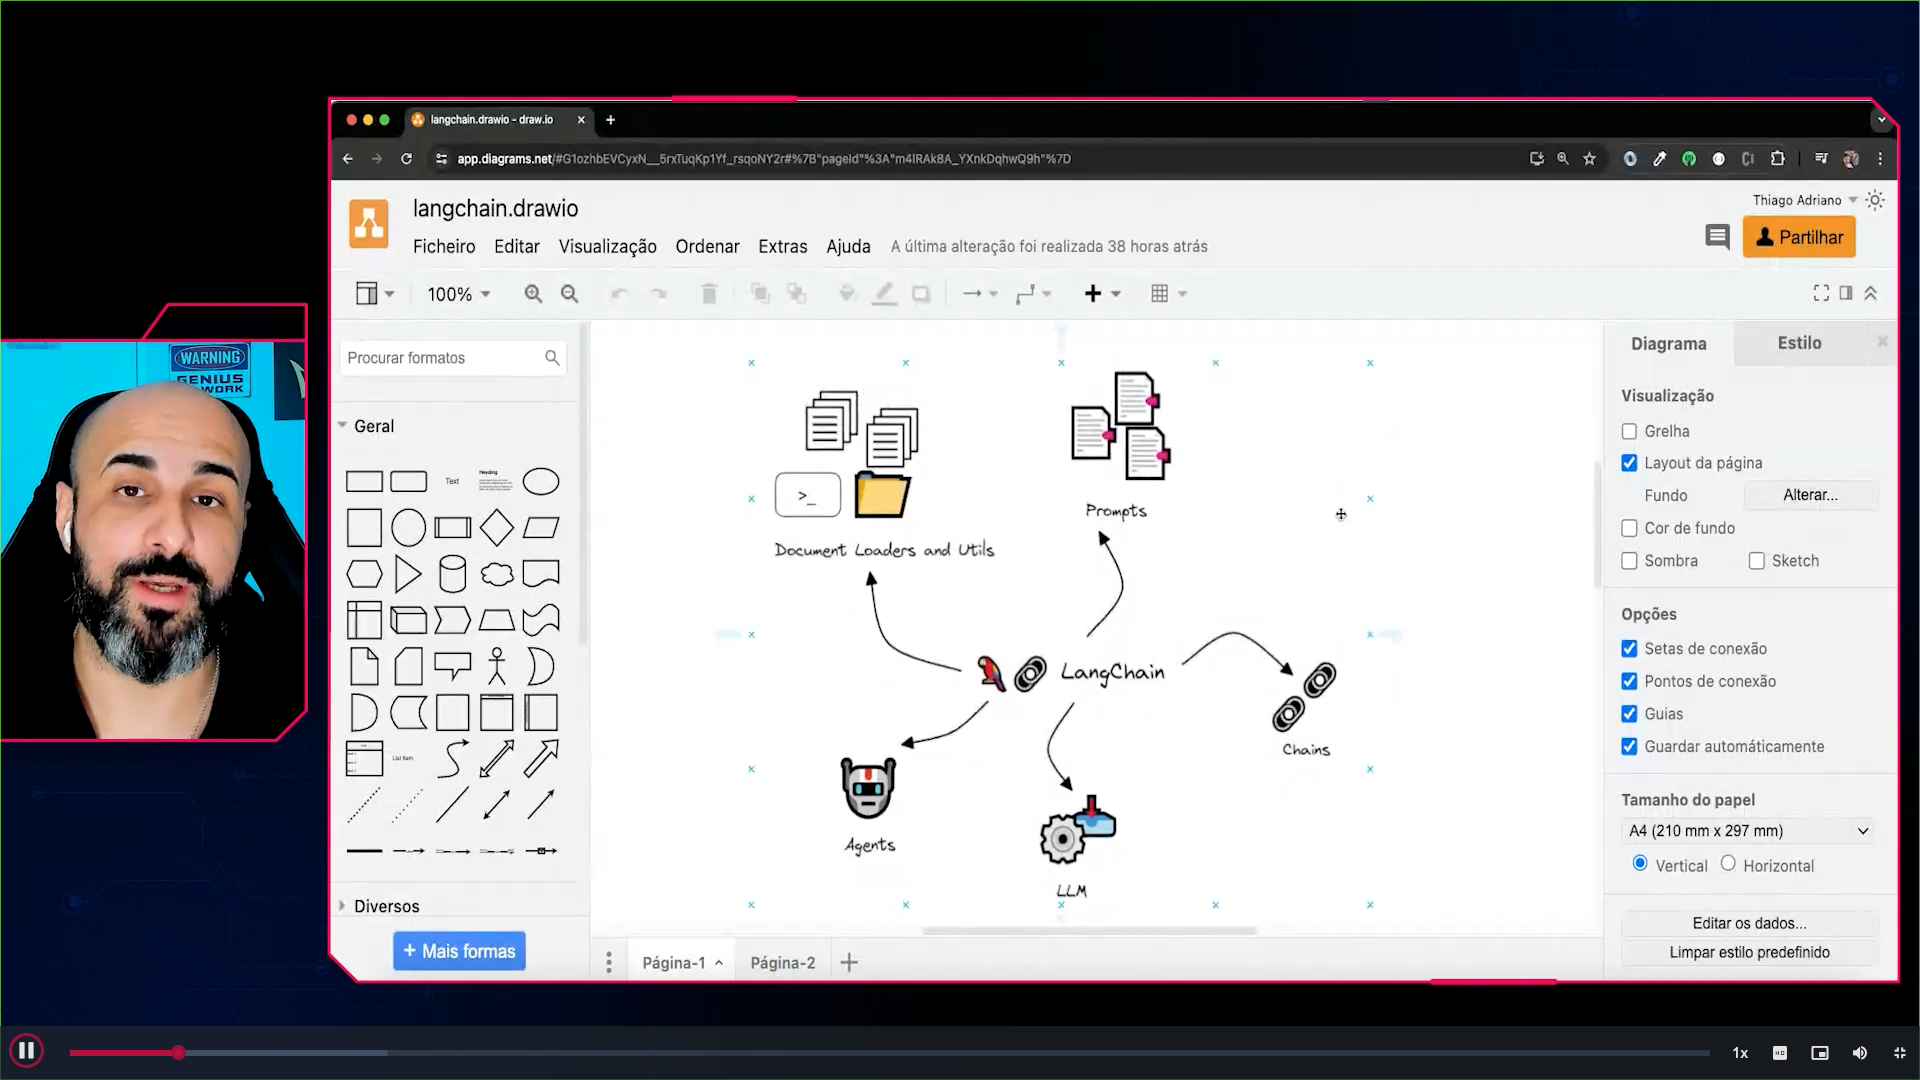 langchain.drawio - draw.io
app.diagrams.net/#G1ozhbEVCyxN__5rxTuqKp1Yf_rsqoNY2r#%7B"pageId"%3A"m4lRAk8A_YXnkDqhwQ9h"%7D
langchain.drawio
Thiago Adriano
Ficheiro Editar Visualização Ordenar Extras Ajuda A última alteração foi realizada 38 horas atrás
Partilhar
100%
WARNING
GENIUS
WORK
Procurar formatos
Geral
Text
Heading
List Item
Diversos
+ Mais formas
>_
Document Loaders and Utils
Prompts
LangChain
Chains
Agents
LLM
Página-1 Página-2
Diagrama Estilo
Visualização
Grelha
Layout da página
Fundo Alterar...
Cor de fundo
Sombra Sketch
Opções
Setas de conexão
Pontos de conexão
Guias
Guardar automáticamente
Tamanho do papel
A4 (210 mm x 297 mm)
Vertical Horizontal
Editar os dados...
Limpar estilo predefinido
1x
HD